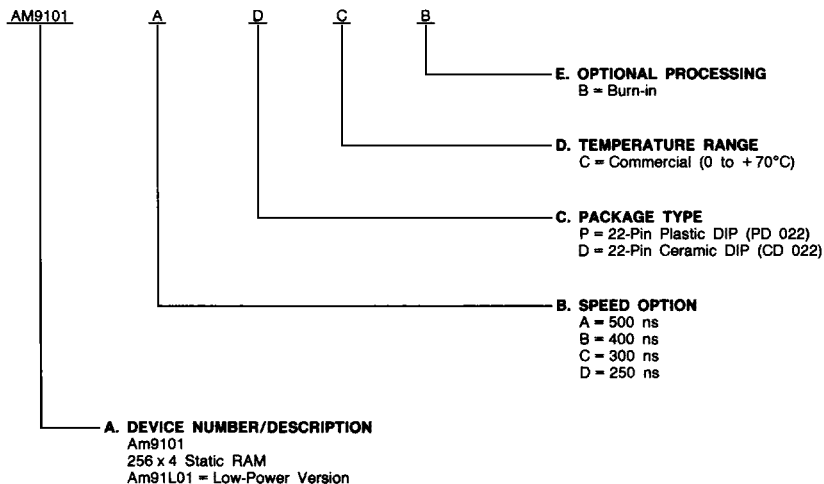 AM9101 A D C B
E. OPTIONAL PROCESSING
B = Burn-in
D. TEMPERATURE RANGE
C = Commercial (0 to +70°C)
C. PACKAGE TYPE
P = 22-Pin Plastic DIP (PD 022)
D = 22-Pin Ceramic DIP (CD 022)
B. SPEED OPTION
A = 500 ns
B = 400 ns
C = 300 ns
D = 250 ns
A. DEVICE NUMBER/DESCRIPTION
Am9101
256 x 4 Static RAM
Am91L01 = Low-Power Version